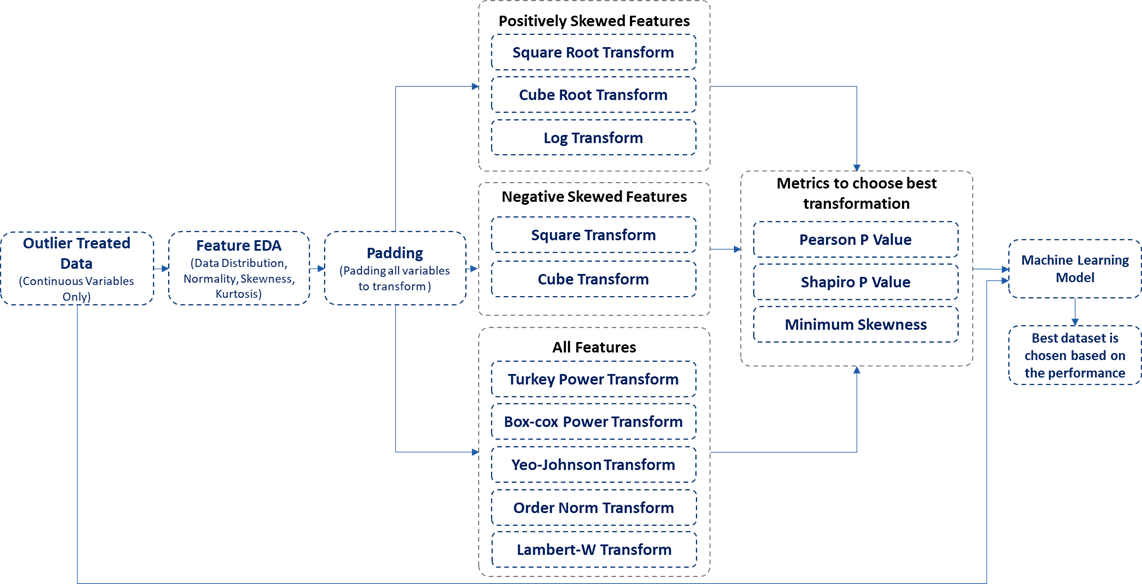 Outlier Treated
Data
(Continuous Variables
Only)
Feature EDA
(Data Distribution,
Normality, Skewness,
Kurtosis)
Padding
(Padding all variables
to transform )
Positively Skewed Features
Square Root Transform
Cube Root Transform
Log Transform
Negative Skewed Features
Square Transform
Cube Transform
All Features
Turkey Power Transform
Box-cox Power Transform
Yeo-Johnson Transform
Order Norm Transform
Lambert-W Transform
Metrics to choose best
transformation
Pearson P Value
Shapiro P Value
Minimum Skewness
Machine Learning
Model
Best dataset is
chosen based on
the performance